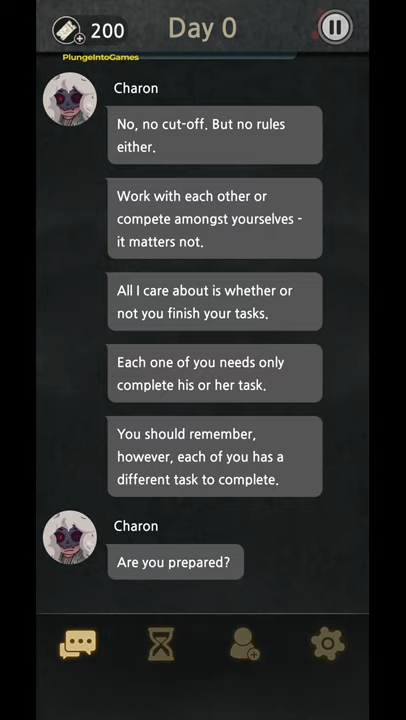 200
Day 0
PlungeIntoGames
Charon
No, no cut-off. But no rules
either.
Work with each other or
compete amongst yourselves -
it matters not.
All I care about is whether or
not you finish your tasks.
Each one of you needs only
complete his or her task.
You should remember,
however, each of you has a
different task to complete.
Charon
Are you prepared?